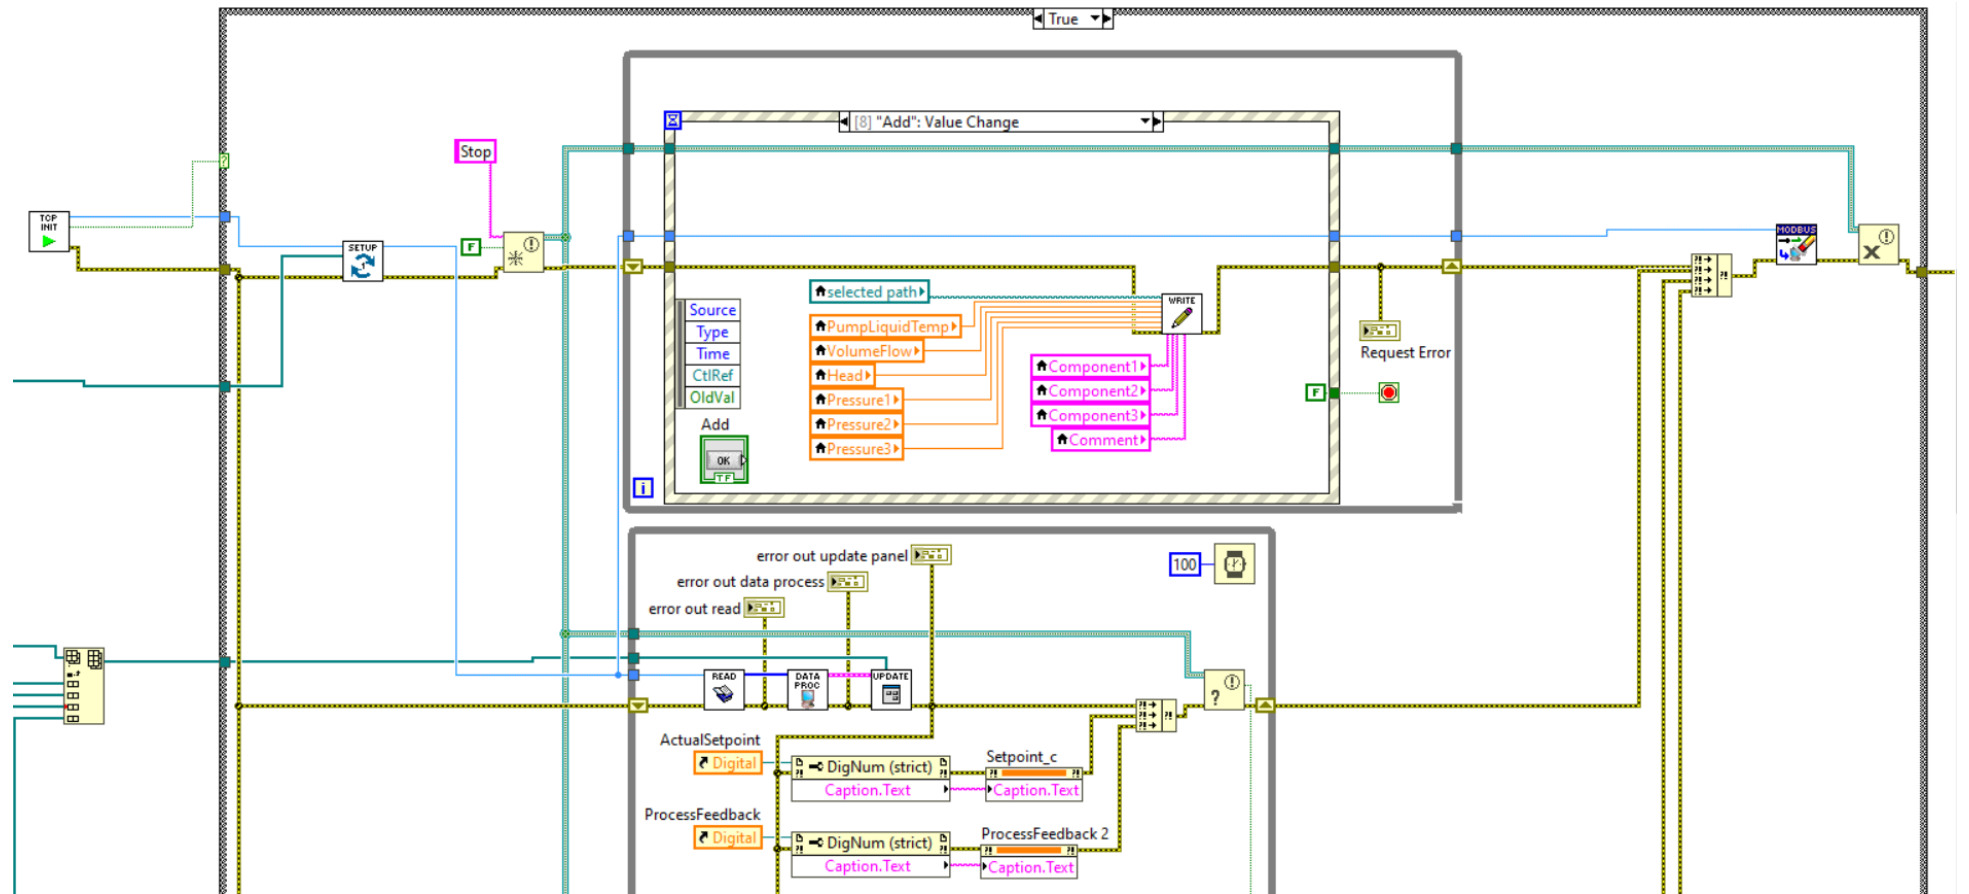 True
[8] "Add": Value Change
Stop
TCP
INIT
SETUP
F
selected path
WRITE
Source
Type
Time
CtlRef
OldVal
PumpLiquidTemp
VolumeFlow
Head
Pressure1
Pressure2
Pressure3
Component1
Component2
Component3
Comment
Add
OK
TF
i
MODBUS
Request Error
F
error out update panel
error out data process
error out read
100
READ
DATA
PROC
UPDATE
ActualSetpoint
Digital
DigNum (strict)
Caption.Text
Setpoint_c
Caption.Text
ProcessFeedback
Digital
DigNum (strict)
Caption.Text
ProcessFeedback 2
Caption.Text